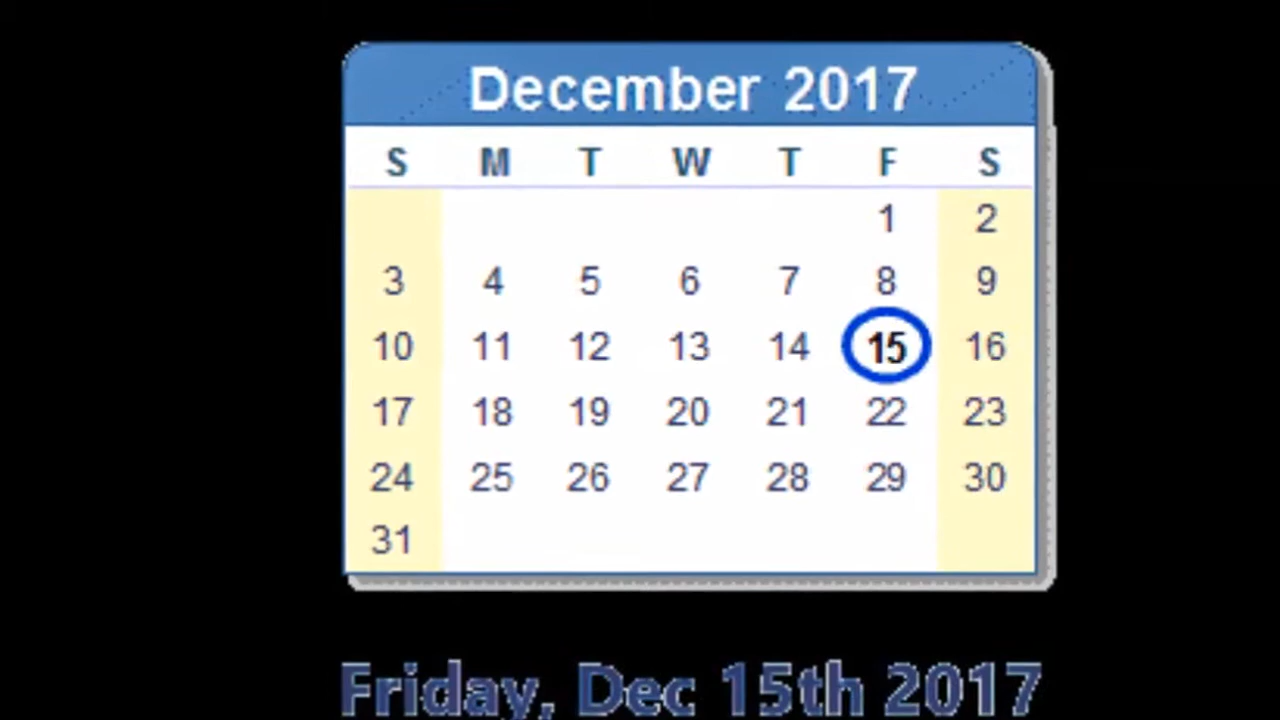 December 2017
S M T W T F S
1 2
3 4 5 6 7 8 9
10 11 12 13 14 15 16
17 18 19 20 21 22 23
24 25 26 27 28 29 30
31
Friday, Dec 15th 2017